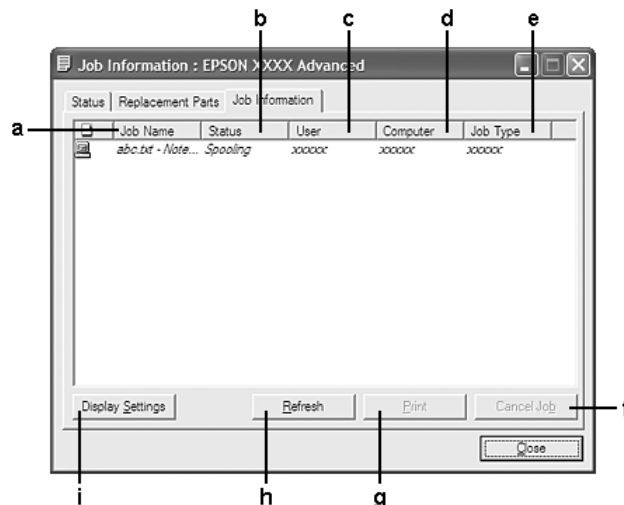 b c d e
Job Information : EPSON XXXX Advanced
Status Replacement Parts Job Information
a Job Name Status User Computer Job Type
abc.txt - Note... Spooling xxxxxx xxxxxx xxxxxx
Display Settings Refresh Print Cancel Job f
Close
i h g